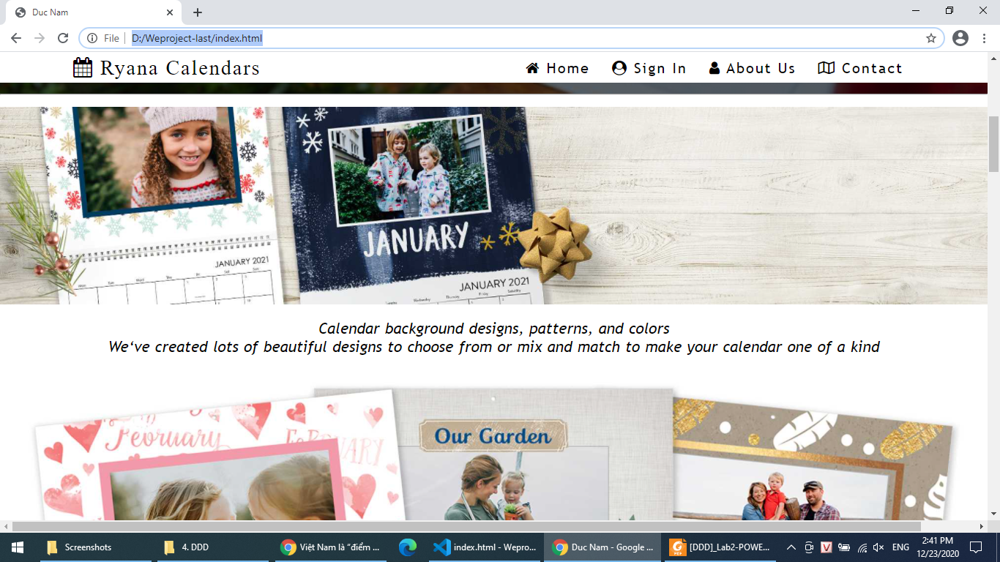 Duc Nam
File
D:/Weproject-last/index.html
Ryana Calendars
Home
Sign In
About Us
Contact
JANUARY
JANUARY 2021
JANUARY 2021
Calendar background designs, patterns, and colors
We‘ve created lots of beautiful designs to choose from or mix and match to make your calendar one of a kind
February
FEBRUARY
Our Garden
Screenshots
4. DDD
Việt Nam là “điểm ...
index.html - Wepro...
Duc Nam - Google ...
[DDD]_Lab2-POWE...
ENG
2:41 PM
12/23/2020